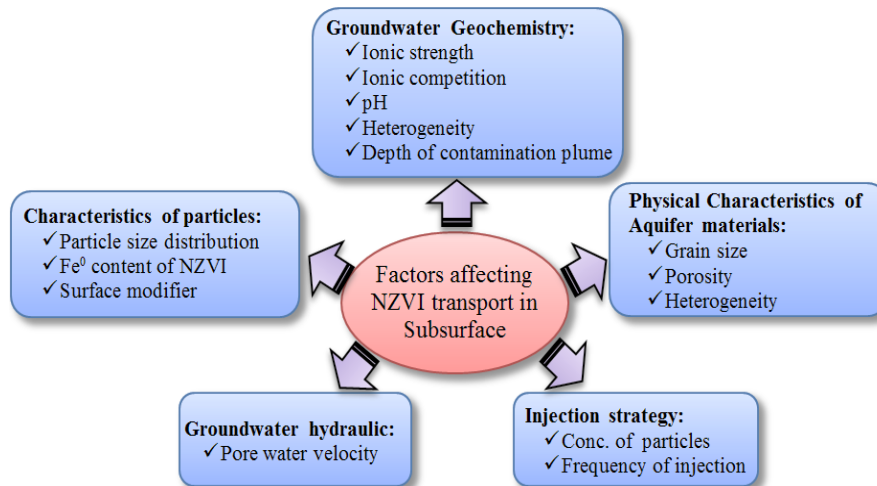 Groundwater Geochemistry:
✓Ionic strength
✓Ionic competition
✓pH
✓Heterogeneity
✓Depth of contamination plume
Characteristics of particles:
✓Particle size distribution
✓Fe⁰ content of NZVI
✓Surface modifier
Physical Characteristics of
Aquifer materials:
✓Grain size
✓Porosity
✓Heterogeneity
Factors affecting
NZVI transport in
Subsurface
Groundwater hydraulic:
✓Pore water velocity
Injection strategy:
✓Conc. of particles
✓Frequency of injection